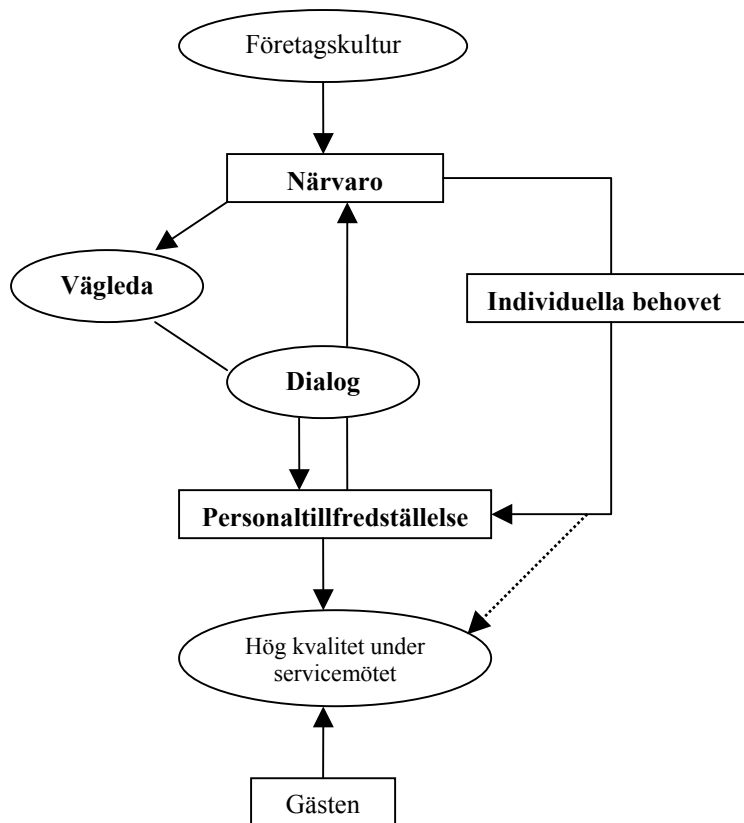 Företagskultur
Närvaro
Vägleda
Individuella behovet
Dialog
Personaltillfredställelse
Hög kvalitet under
servicemötet
Gästen